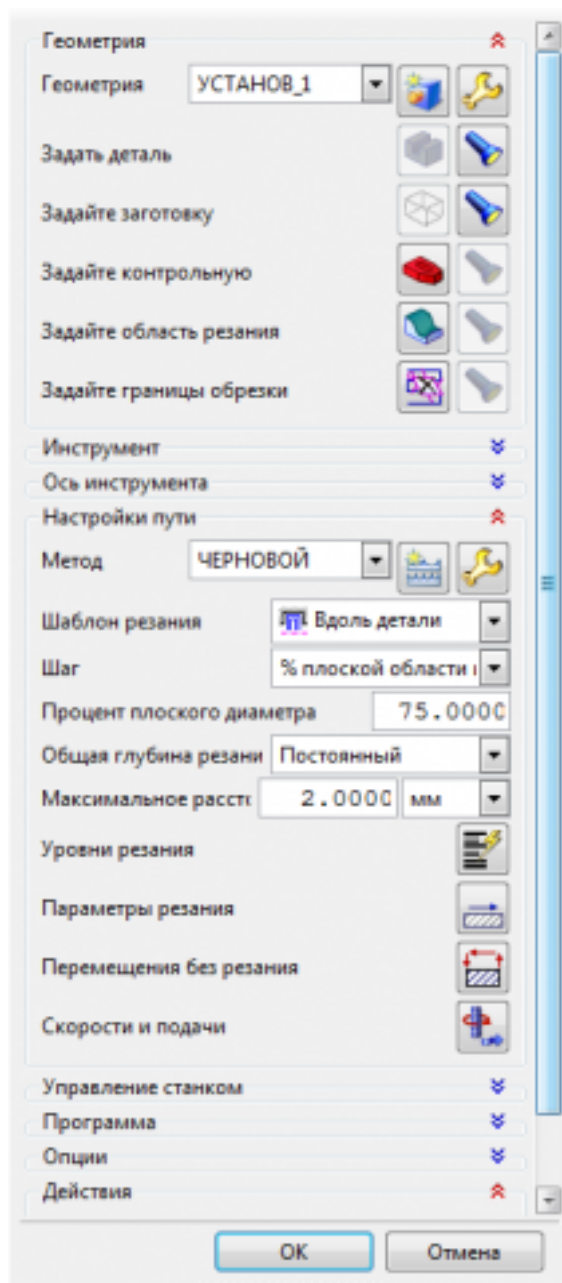 Геометрия
Геометрия УСТАНОВ_1
Задать деталь
Задайте заготовку
Задайте контрольную
Задайте область резания
Задайте границы обрезки
Инструмент
Ось инструмента
Настройки пути
Метод ЧЕРНОВОЙ
Шаблон резания Вдоль детали
Шаг % плоской области и
Процент плоского диаметра 75.0000
Общая глубина резани Постоянный
Максимальное расстс 2.0000 мм
Уровни резания
Параметры резания
Перемещения без резания
Скорости и подачи
Управление станком
Программа
Опции
Действия
ОК Отмена